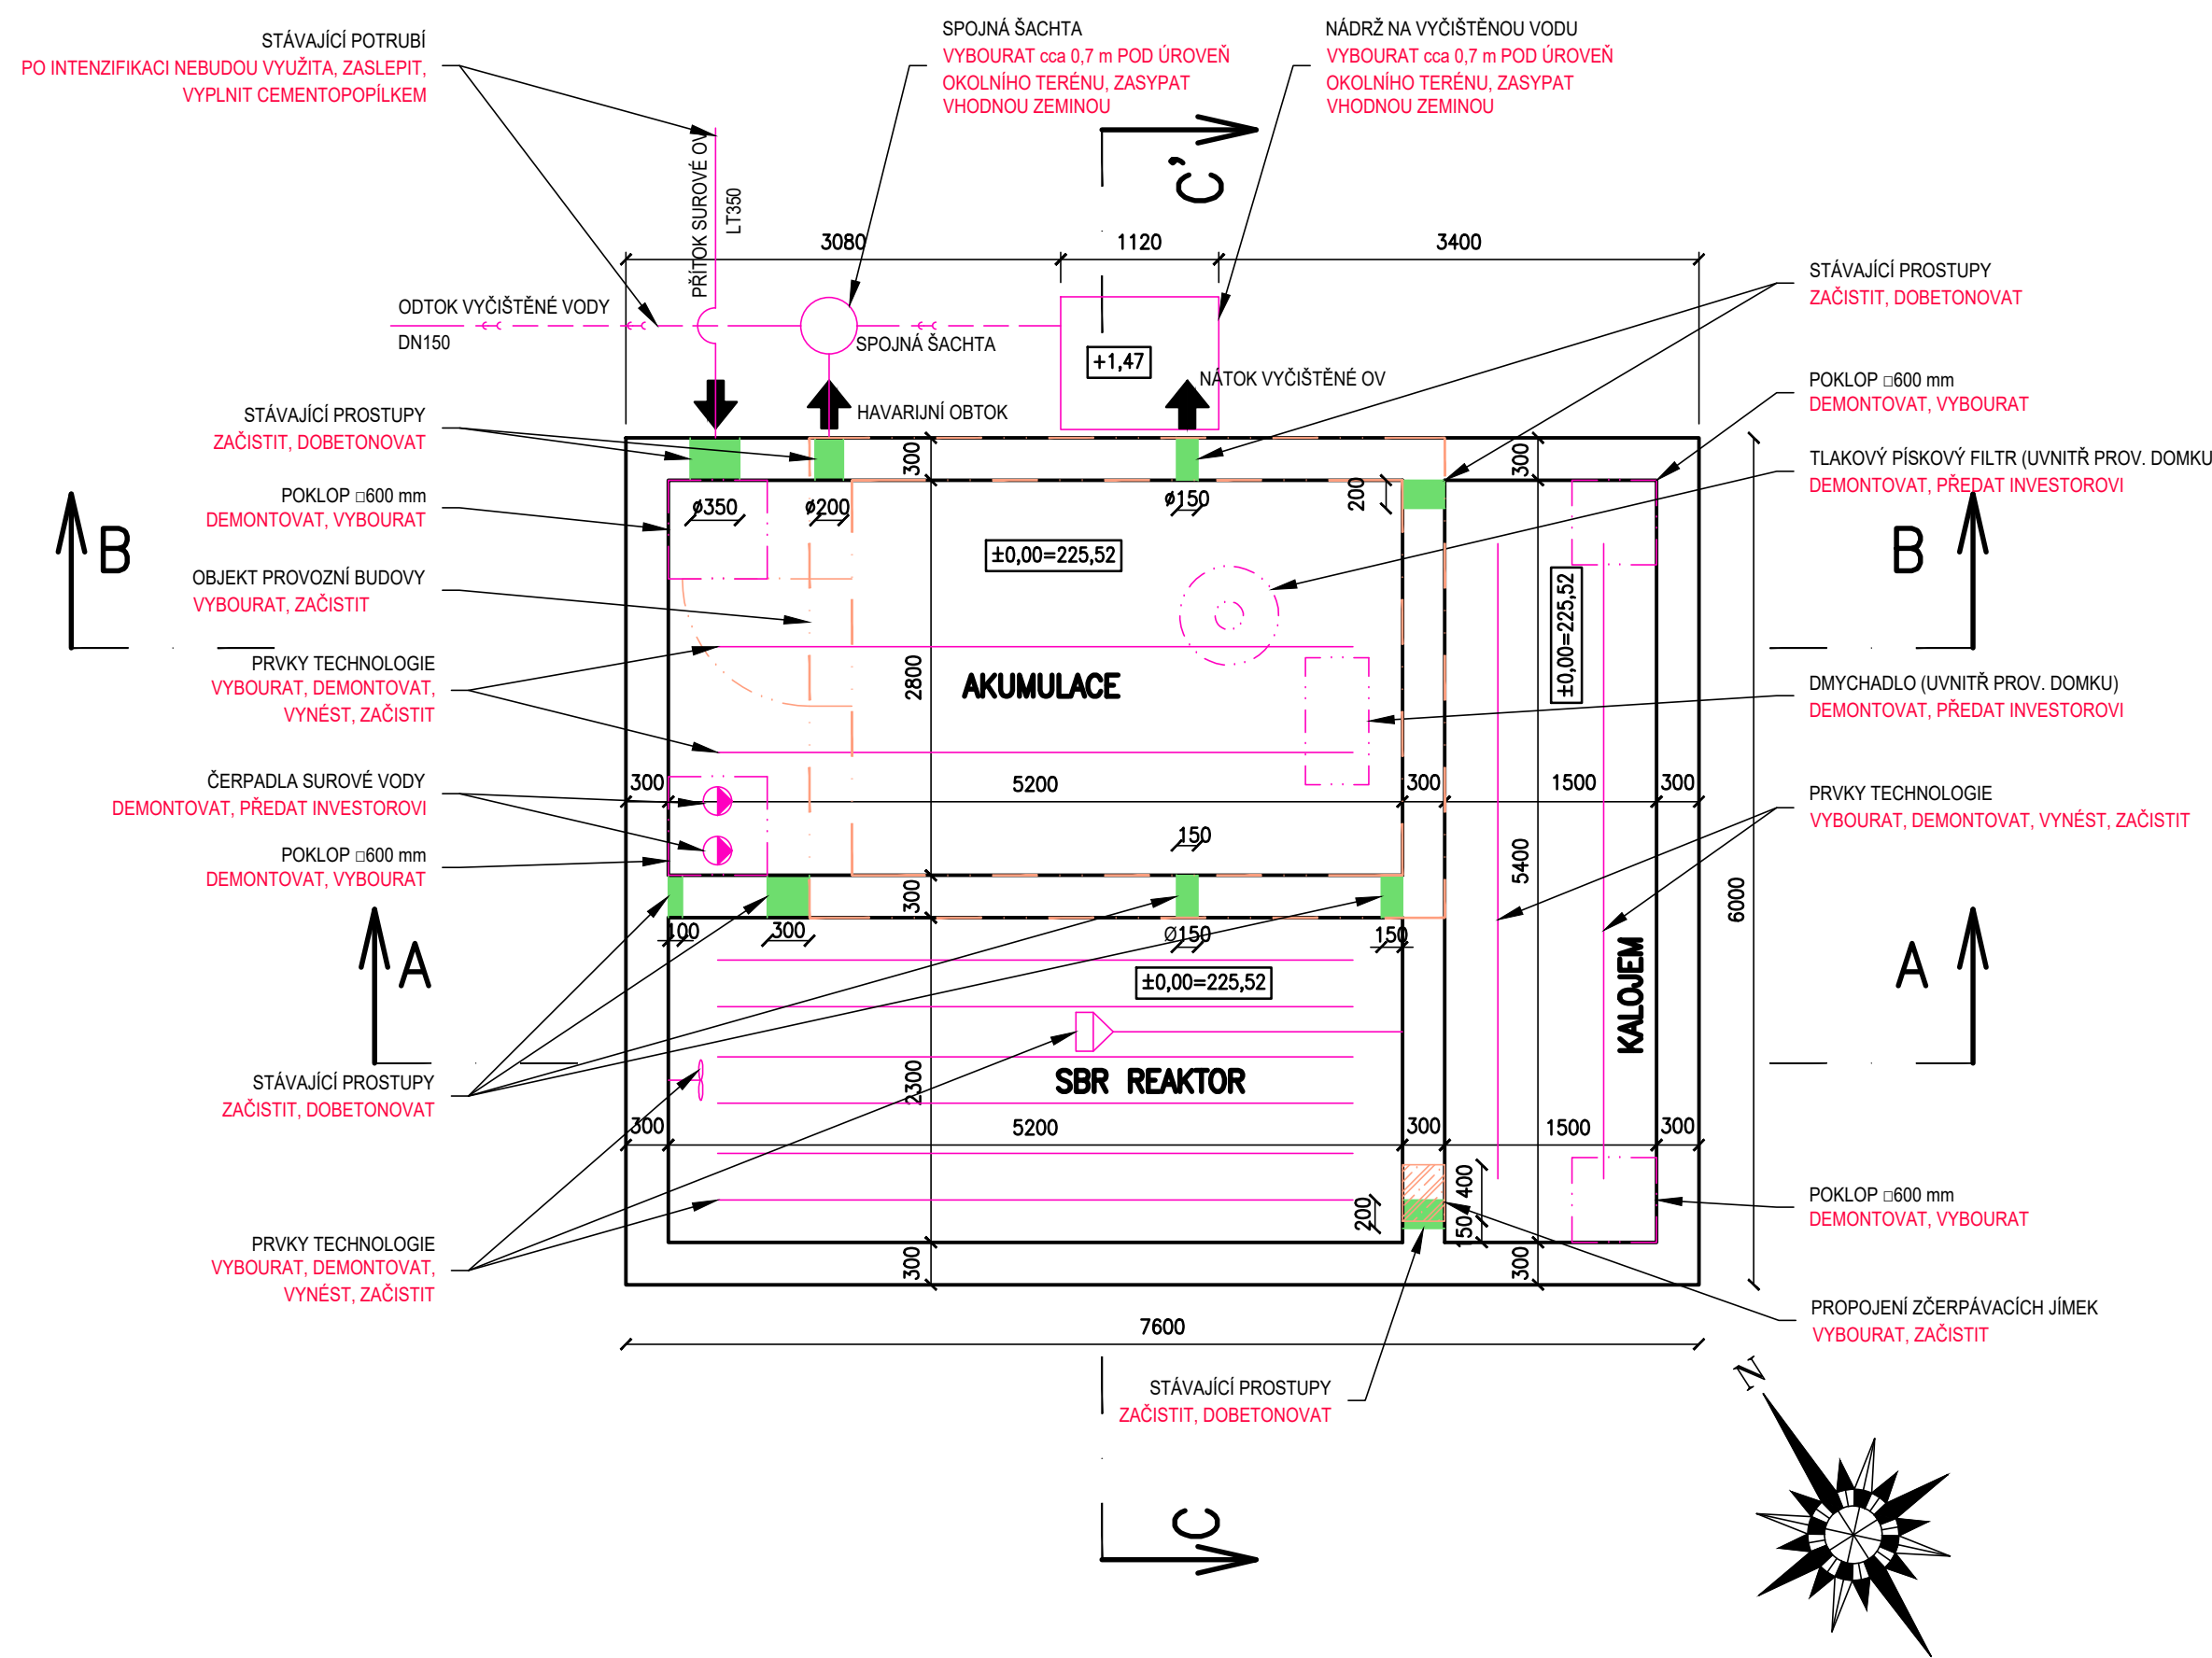 STÁVAJÍCÍ POTRUBÍ
PO INTENZIFIKACI NEBUDOU VYUŽITA, ZASLEPIT,
VYPLNIT CEMENTOPOPÍLKEM
SPOJNÁ ŠACHTA
VYBOURAT cca 0,7 m POD ÚROVEŇ
OKOLNÍHO TERÉNU, ZASYPAT
VHODNOU ZEMINOU
NÁDRŽ NA VYČIŠTĚNOU VODU
VYBOURAT cca 0,7 m POD ÚROVEŇ
OKOLNÍHO TERÉNU, ZASYPAT
VHODNOU ZEMINOU
PŘÍTOK SUROVÉ OV
LT350
C'
3080
1120
3400
ODTOK VYČIŠTĚNÉ VODY
DN150
SPOJNÁ ŠACHTA
+1,47
NÁTOK VYČIŠTĚNÉ OV
HAVARIJNÍ OBTOK
STÁVAJÍCÍ PROSTUPY
ZAČISTIT, DOBETONOVAT
STÁVAJÍCÍ PROSTUPY
ZAČISTIT, DOBETONOVAT
POKLOP □600 mm
DEMONTOVAT, VYBOURAT
TLAKOVÝ PÍSKOVÝ FILTR (UVNITŘ PROV. DOMKU
DEMONTOVAT, PŘEDAT INVESTOROVI
POKLOP □600 mm
DEMONTOVAT, VYBOURAT
300
300
ø350
ø200
ø150
200
B
B
±0,00=225,52
±0,00=225,52
OBJEKT PROVOZNÍ BUDOVY
VYBOURAT, ZAČISTIT
PRVKY TECHNOLOGIE
VYBOURAT, DEMONTOVAT,
VYNÉST, ZAČISTIT
2800
AKUMULACE
DMYCHADLO (UVNITŘ PROV. DOMKU)
DEMONTOVAT, PŘEDAT INVESTOROVI
ČERPADLA SUROVÉ VODY
DEMONTOVAT, PŘEDAT INVESTOROVI
300
5200
300
1500
300
PRVKY TECHNOLOGIE
VYBOURAT, DEMONTOVAT, VYNÉST, ZAČISTIT
POKLOP □600 mm
DEMONTOVAT, VYBOURAT
150
5400
6000
300
100
300
Ø150
150
A
A
±0,00=225,52
KALOJEM
STÁVAJÍCÍ PROSTUPY
ZAČISTIT, DOBETONOVAT
2300
SBR REAKTOR
300
5200
300
1500
300
400
200
150
POKLOP □600 mm
DEMONTOVAT, VYBOURAT
PRVKY TECHNOLOGIE
VYBOURAT, DEMONTOVAT,
VYNÉST, ZAČISTIT
300
300
PROPOJENÍ ZČERPÁVACÍCH JÍMEK
VYBOURAT, ZAČISTIT
7600
STÁVAJÍCÍ PROSTUPY
ZAČISTIT, DOBETONOVAT
N
C